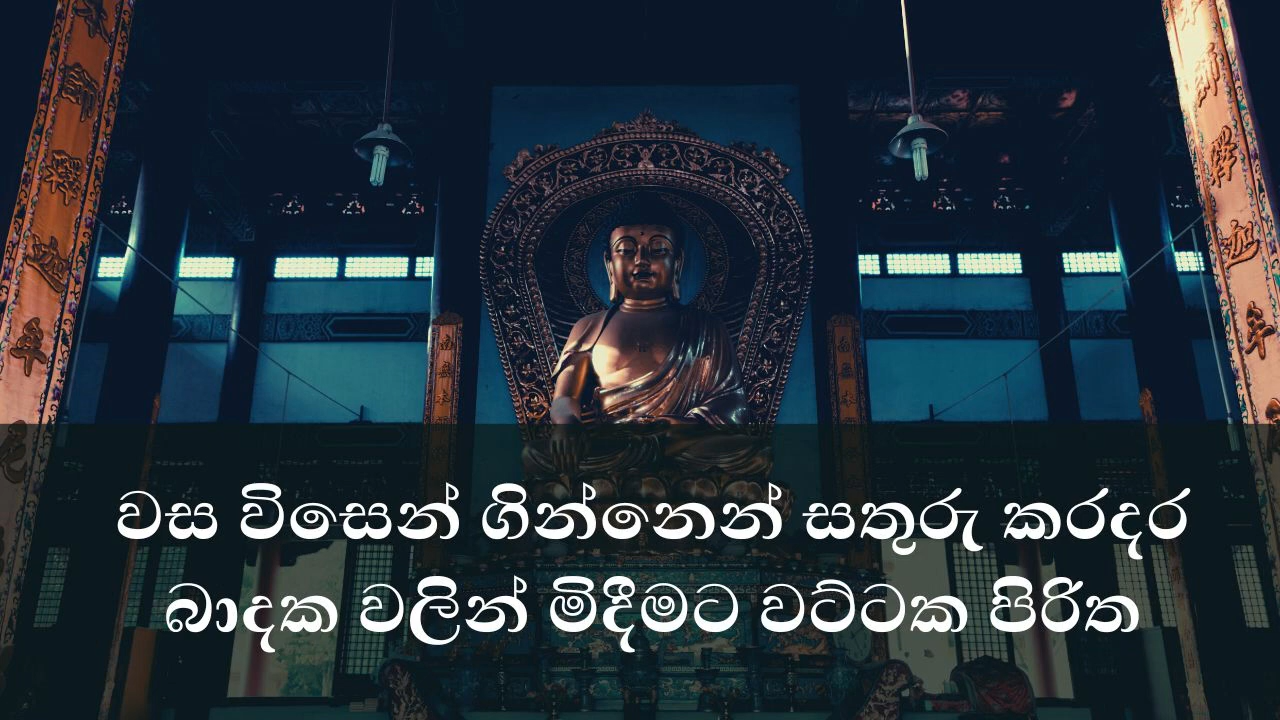 වස විසෙන් ගින්නෙන් සතුරු කරදර
බාදක වලින් මිදීමට වට්ටක පිරිත